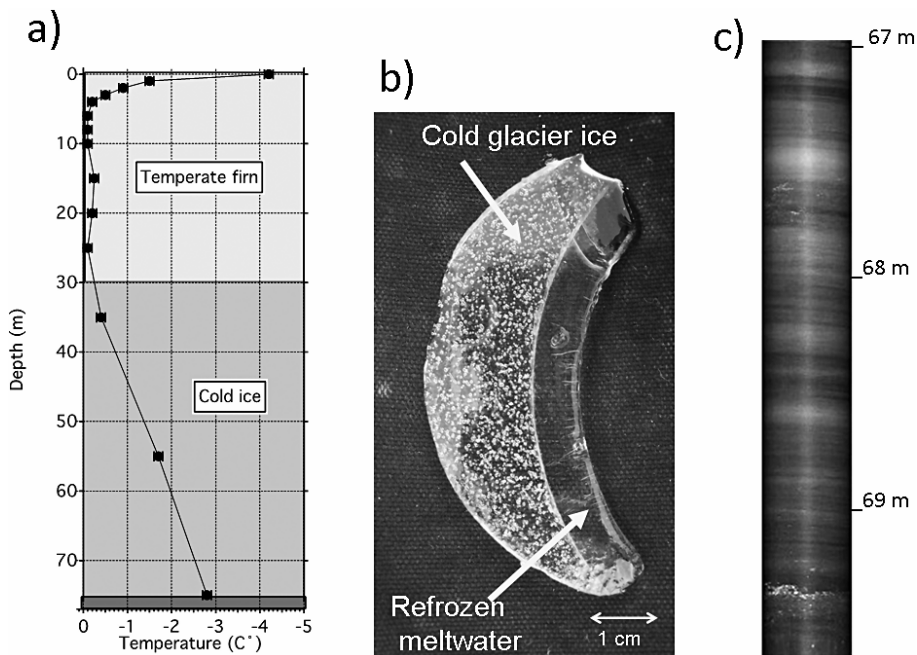 a)
0
10
20
30
40
50
60
70
Depth (m)
Temperate firn
Cold ice
0
-1
-2
-3
-4
-5
Temperature (C°)
b)
Cold glacier ice
Refrozen
meltwater
1 cm
c)
67 m
68 m
69 m